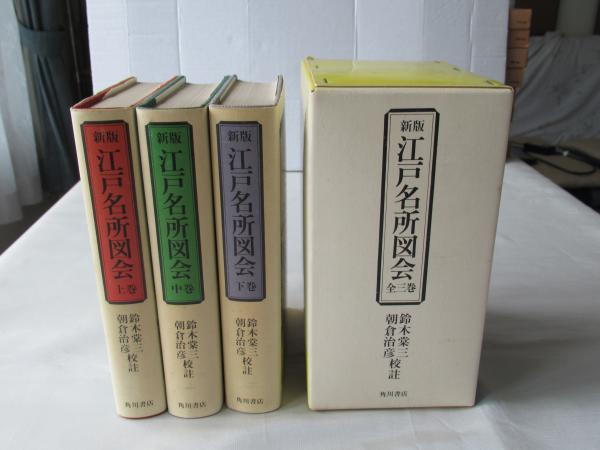 新版
江戸名所図会
上巻
鈴木棠三
朝倉治彦
校註
角川書店
新版
江戸名所図会
中巻
鈴木棠三
朝倉治彦
校註
角川書店
新版
江戸名所図会
下巻
鈴木棠三
朝倉治彦
校註
角川書店
新版
江戸名所図会
全三巻
鈴木棠三
朝倉治彦
校註
角川書店